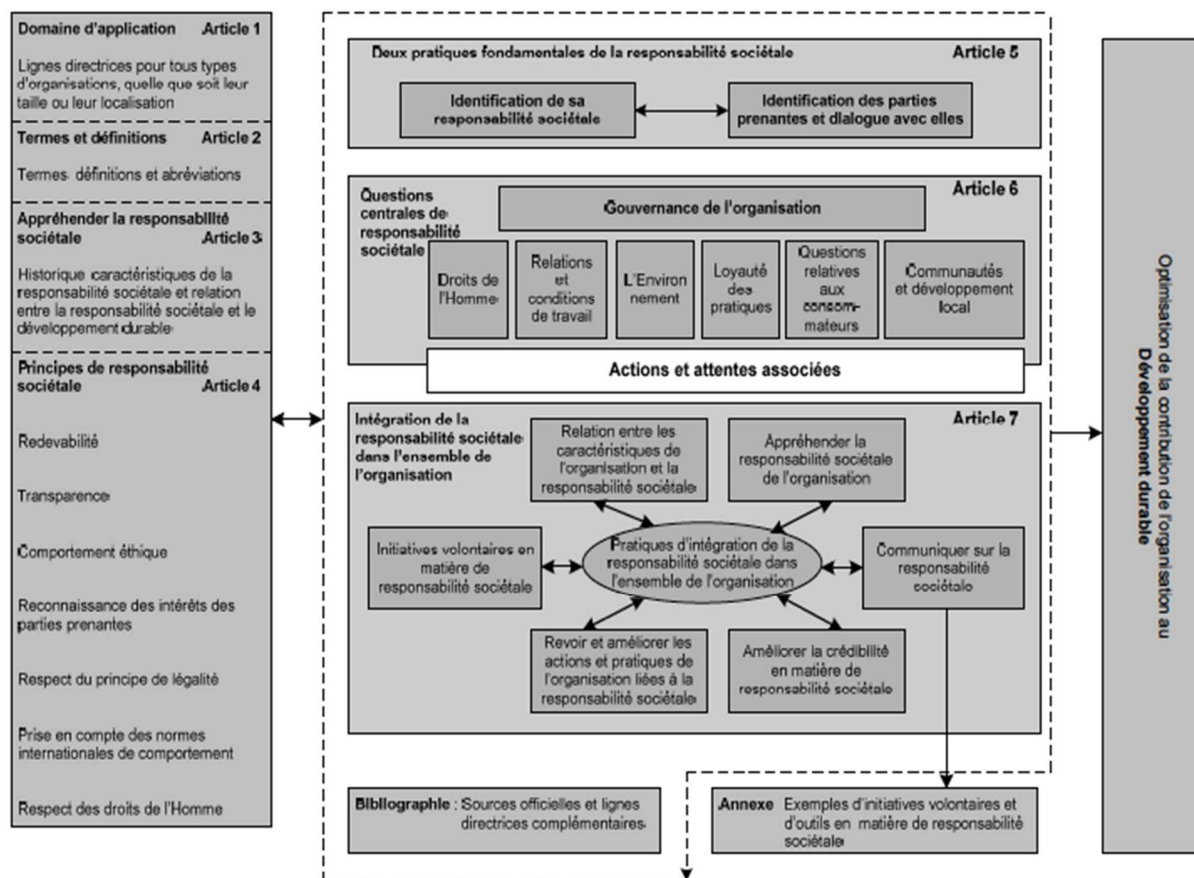 Domaine d'application Article 1
Lignes directrices pour tous types
d'organisations, quelle que soit leur
taille ou leur localisation
Termes et définitions Article 2
Termes définitions et abréviations
Appréhender la responsabilité
sociétale Article 3
Historique caractéristiques de la
responsabilité sociétale et relation
entre la responsabilité sociétale et le
développement durable
Principes de responsabilité
sociétale Article 4
Redevabilité
Transparence
Comportement éthique
Reconnaissance des intérêts des
parties prenantes
Respect du principe de légalité
Prise en compte des normes
internationales de comportement
Respect des droits de l'Homme
Deux pratiques fondamentales de la responsabilité sociétale Article 5
Identification de sa
responsabilité sociétale
Identification des parties
prenantes et dialogue avec elles
Questions
centrales de
responsabilité
sociétale
Article 6
Gouvernance de l'organisation
Droits de
l'Homme
Relations
et
conditions
de travail
L'Environ
nement
Loyauté
des
pratiques
Questions
relatives
aux
consom-
mateurs
Communautés
et développement
local
Actions et attentes associées
Intégration de la
responsabilité sociétale
dans l'ensemble de
l'organisation
Article 7
Relation entre les
caractéristiques de
l'organisation et la
responsabilité sociétale
Appréhender la
responsabilité sociétale
de l'organisation
Initiatives volontaires en
matière de
responsabilité sociétale
Pratiques d'intégration de la
responsabilité sociétale dans
l'ensemble de l'organisation
Communiquer sur la
responsabilité
sociétale
Revoir et améliorer les
actions et pratiques de
l'organisation liées à la
responsabilité sociétale
Améliorer la crédibilité
en matière de
responsabilité sociétale
Bibliographie : Sources officielles et lignes
directrices complémentaires
Annexe Exemples d'initiatives volontaires et
d'outils en matière de responsabilité
sociétale
Optimisation de la contribution de l'organisation au
Développement durable